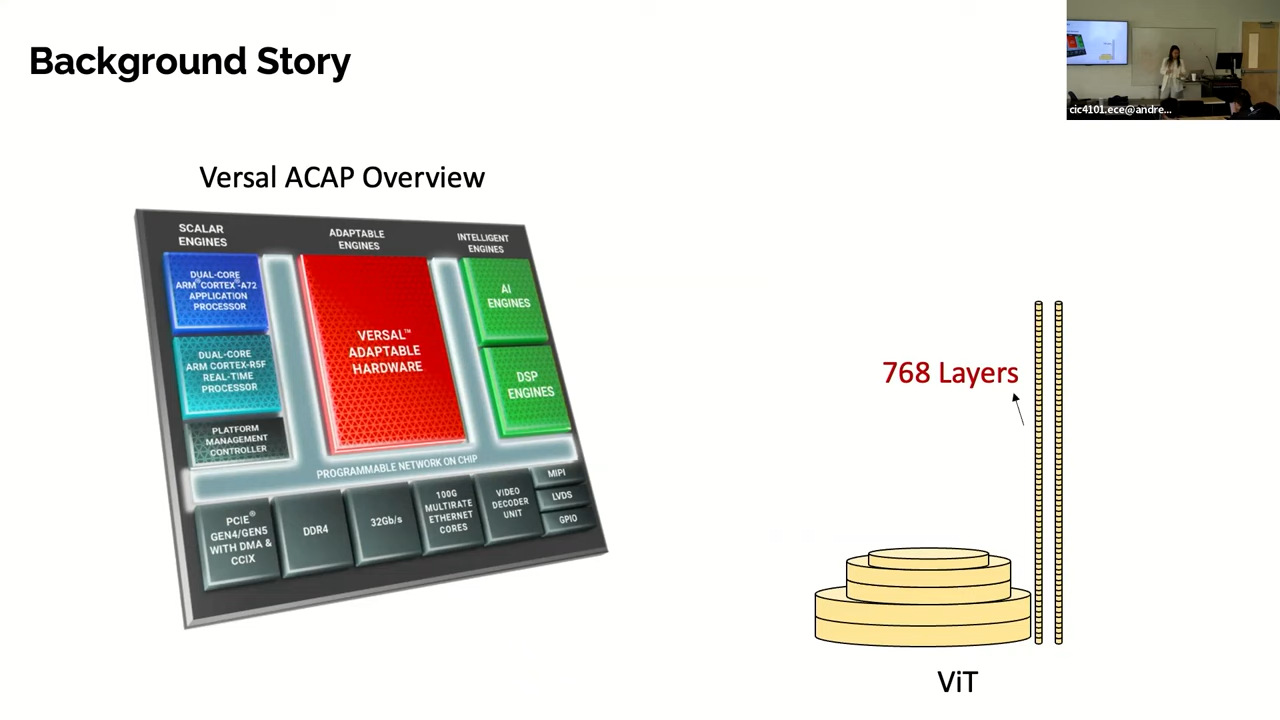 Background Story
cic4101.ece@andre...
Versal ACAP Overview
SCALAR
ENGINES
ADAPTABLE
ENGINES
INTELLIGENT
ENGINES
DUAL-CORE
ARM® CORTEX®-A72
APPLICATION
PROCESSOR
DUAL-CORE
ARM CORTEX-R5F
REAL-TIME
PROCESSOR
PLATFORM
MANAGEMENT
CONTROLLER
VERSAL™
ADAPTABLE
HARDWARE
AI
ENGINES
DSP
ENGINES
PROGRAMMABLE NETWORK ON CHIP
PCIE®
GEN4/GEN5
WITH DMA &
CCIX
DDR4
32Gb/s
100G
MULTIRATE
ETHERNET
CORES
VIDEO
DECODER
UNIT
MIPI
LVDS
GPIO
768 Layers
ViT